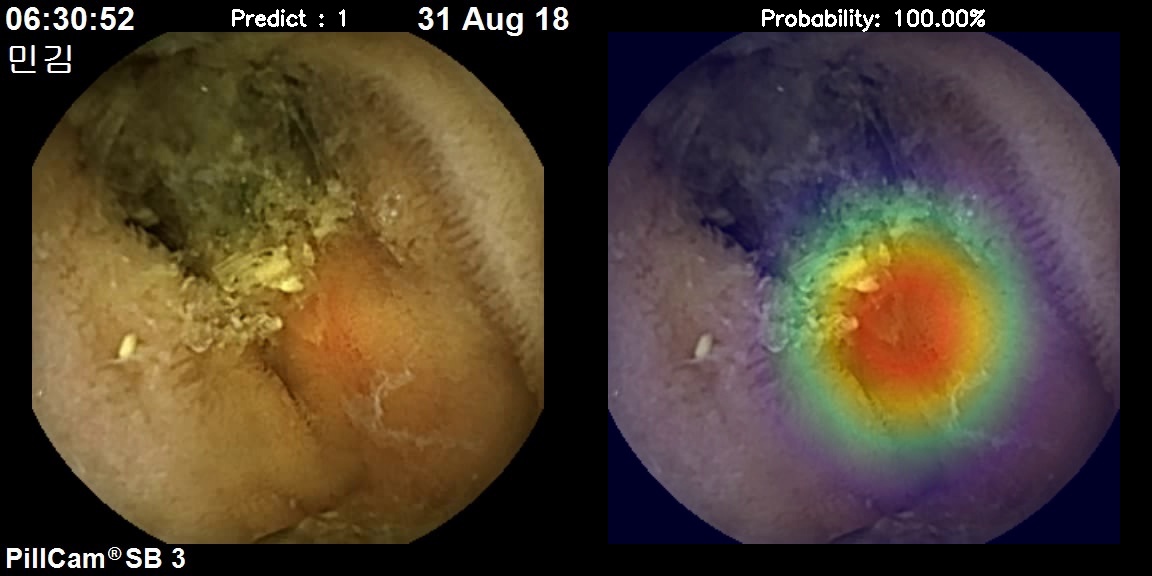 06:30:52
Predict : 1
31 Aug 18
Probability: 100.00%
민김
PillCam® SB 3